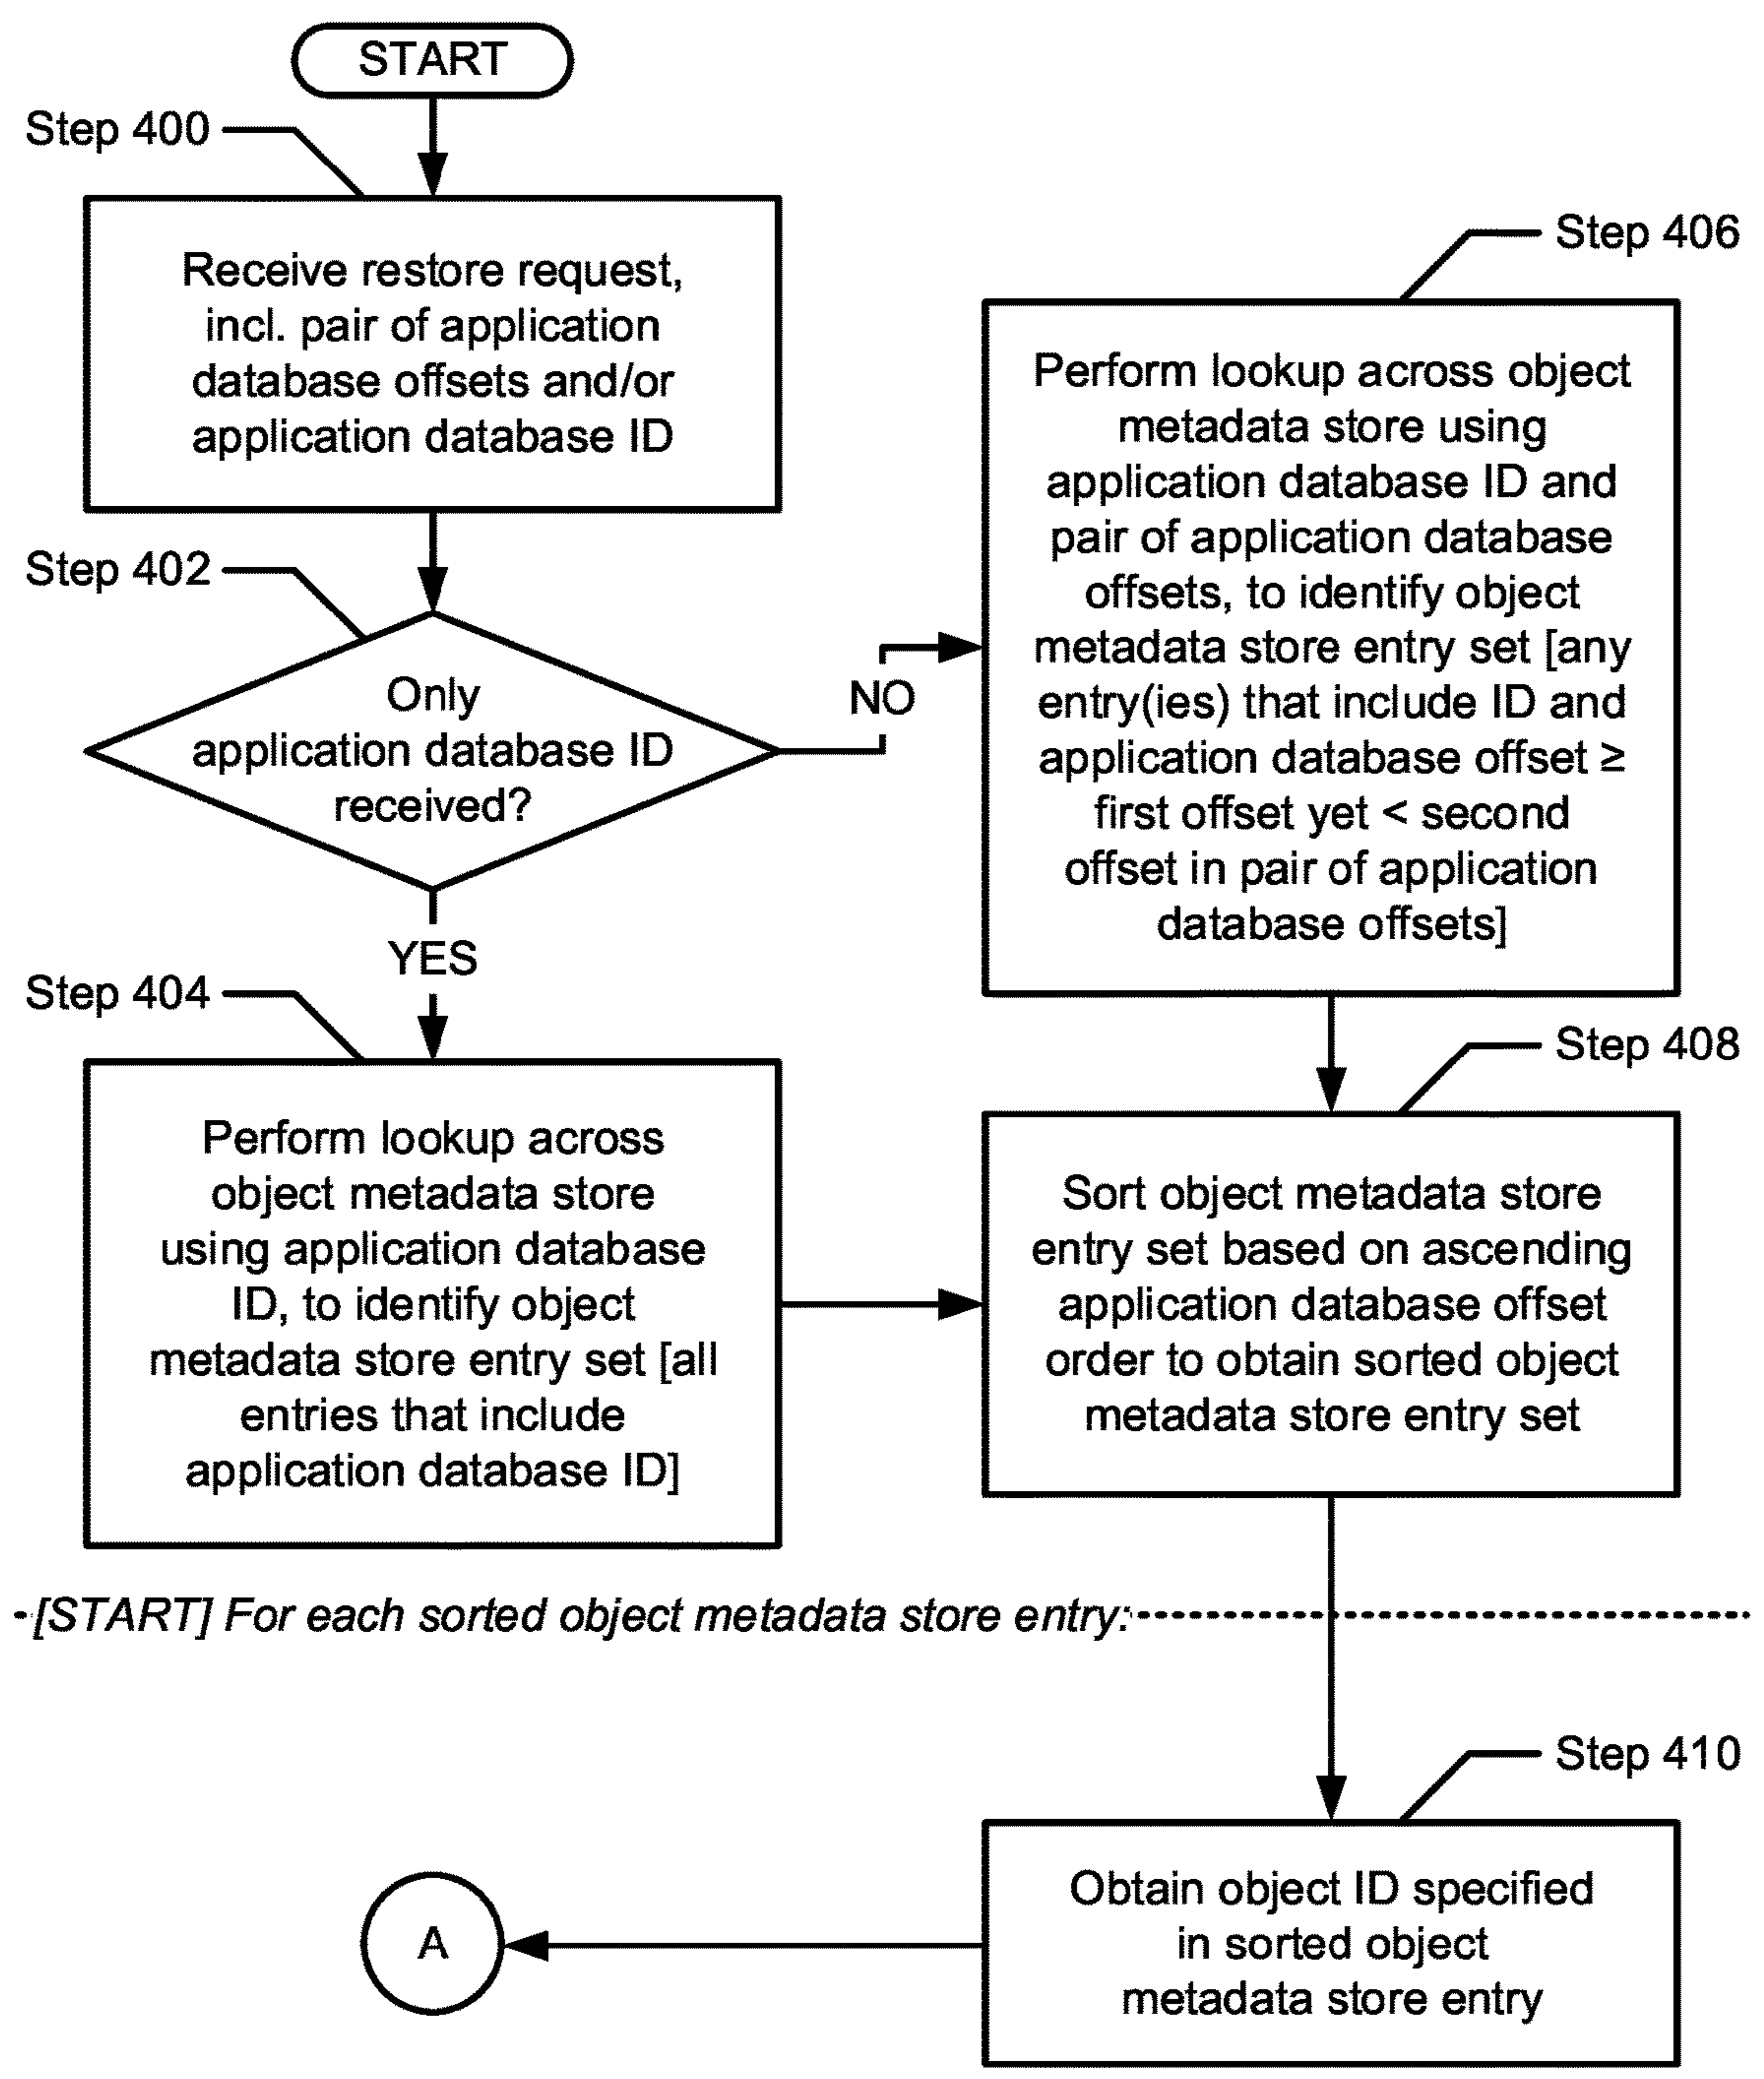 START
Step 400
Receive restore request,
incl. pair of application
database offsets and/or
application database ID
Step 402
Only
application database ID
received?
NO
YES
Step 404
Perform lookup across
object metadata store
using application database
ID, to identify object
metadata store entry set [all
entries that include
application database ID]
Step 406
Perform lookup across object
metadata store using
application database ID and
pair of application database
offsets, to identify object
metadata store entry set [any
entry(ies) that include ID and
application database offset ≥
first offset yet < second
offset in pair of application
database offsets]
Step 408
Sort object metadata store
entry set based on ascending
application database offset
order to obtain sorted object
metadata store entry set
[START] For each sorted object metadata store entry:
Step 410
Obtain object ID specified
in sorted object
metadata store entry
A